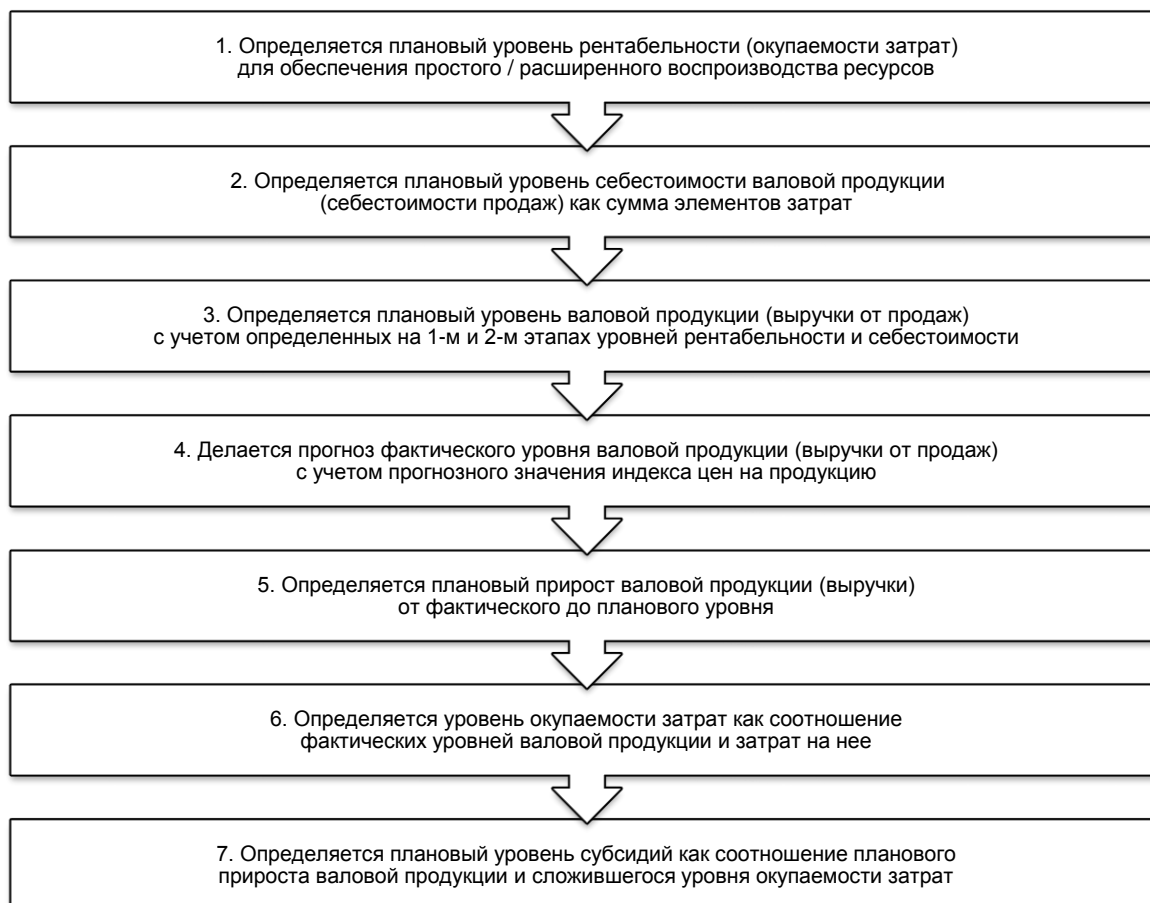 1. Определяется плановый уровень рентабельности (окупаемости затрат)
для обеспечения простого / расширенного воспроизводства ресурсов
2. Определяется плановый уровень себестоимости валовой продукции
(себестоимости продаж) как сумма элементов затрат
3. Определяется плановый уровень валовой продукции (выручки от продаж)
с учетом определенных на 1-м и 2-м этапах уровней рентабельности и себестоимости
4. Делается прогноз фактического уровня валовой продукции (выручки от продаж)
с учетом прогнозного значения индекса цен на продукцию
5. Определяется плановый прирост валовой продукции (выручки)
от фактического до планового уровня
6. Определяется уровень окупаемости затрат как соотношение
фактических уровней валовой продукции и затрат на нее
7. Определяется плановый уровень субсидий как соотношение планового
прироста валовой продукции и сложившегося уровня окупаемости затрат